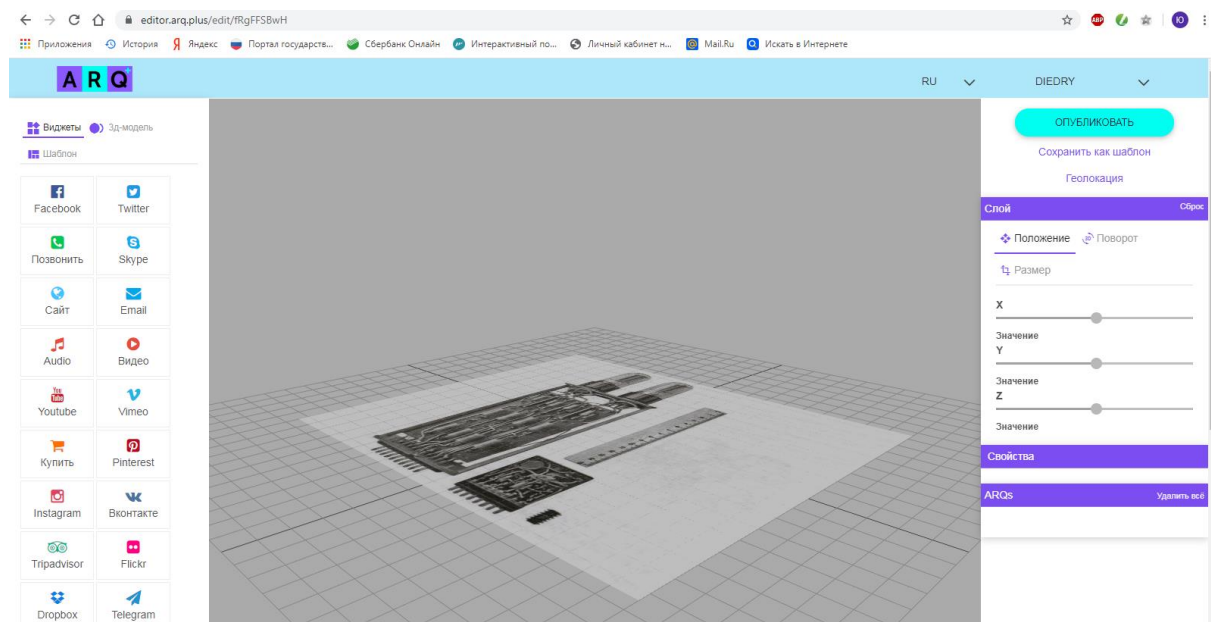 editor.arq.plus/edit/fRgFFSBwH
ABP
Ю
Приложения История Яндекс Портал государств... Сбербанк Онлайн Интерактивный по... Личный кабинет н... Mail.Ru Искать в Интернете
ARQ
RU DIEDRY
Виджеты 3д-модель
Шаблон
Facebook Twitter
Позвонить Skype
Сайт Email
Audio Видео
You Tube
Youtube Vimeo
Купить Pinterest
Instagram Вконтакте
Tripadvisor Flickr
Dropbox Telegram
ОПУБЛИКОВАТЬ
Сохранить как шаблон
Геолокация
Слой Сброс
Положение Поворот
Размер
X
Значение
Y
Значение
Z
Значение
Свойства
ARQs Удалить всё